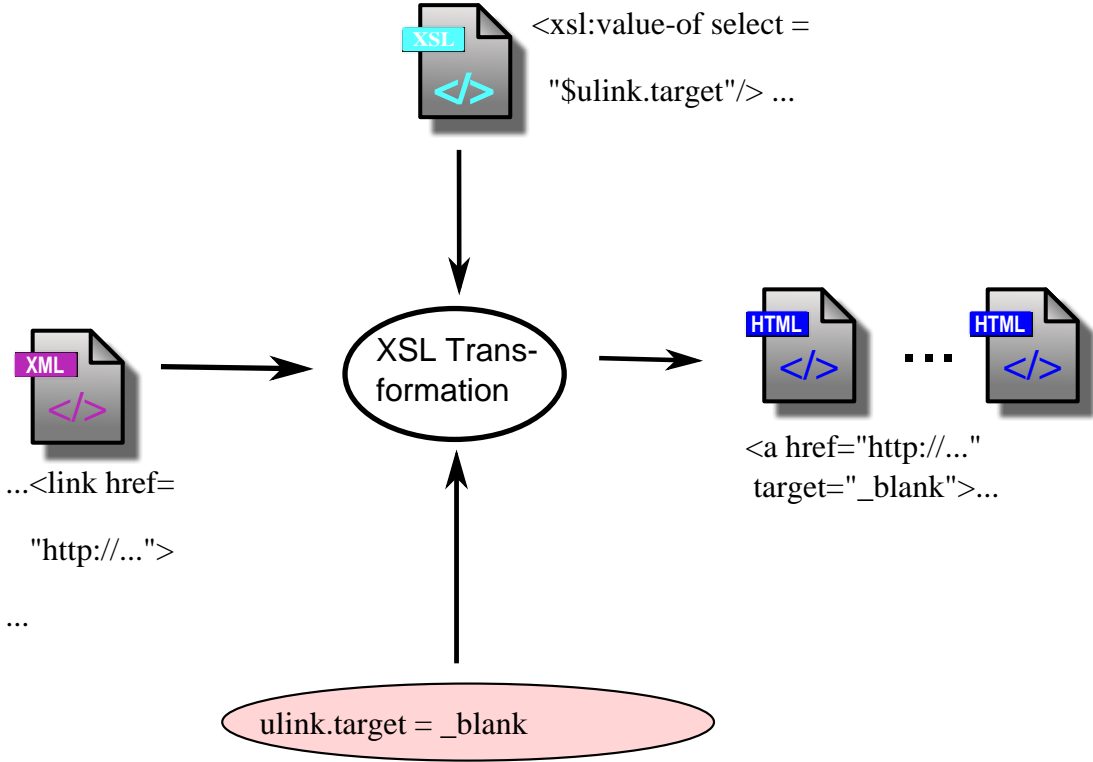 XSL
</>
<xsl:value-of select =
"$ulink.target"/> ...
XML
</>
...<link href=
"http://...">
...
XSL Trans-
formation
HTML
</>
...
HTML
</>
<a href="http://..."
target="_blank">...
ulink.target = _blank